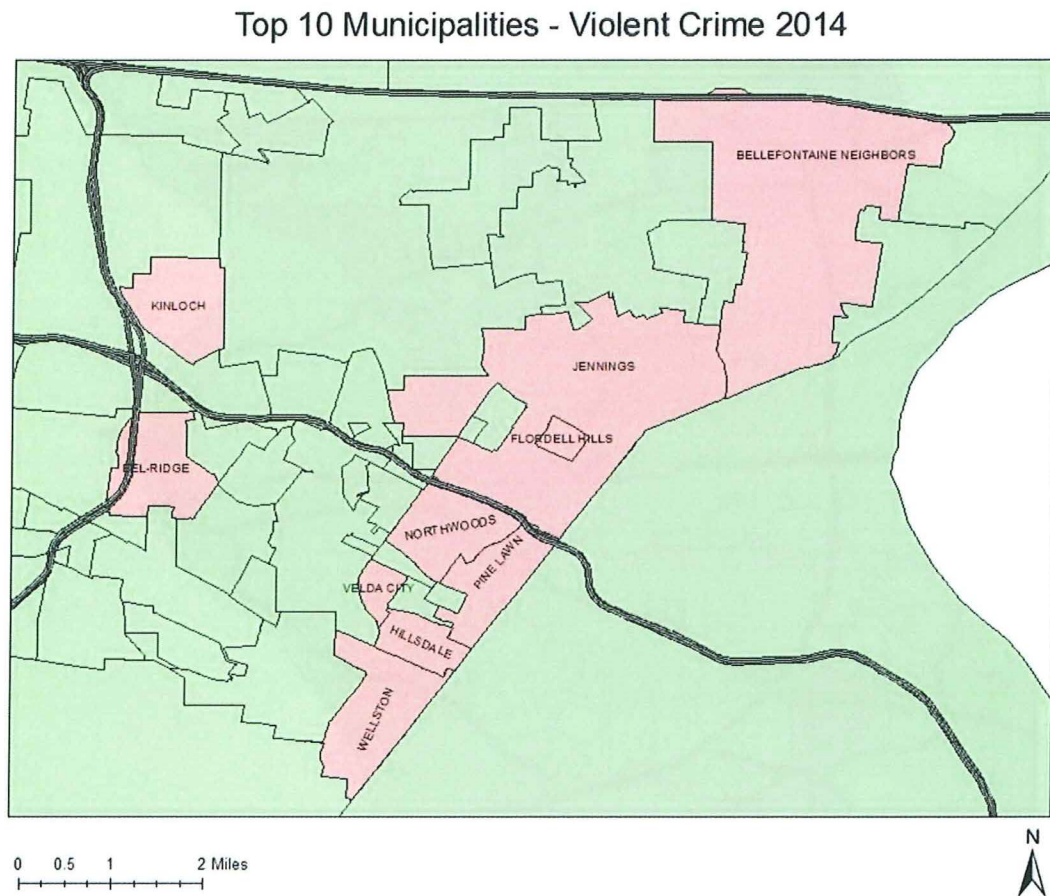 Top 10 Municipalities - Violent Crime 2014
BELLEFONTAINE NEIGHBORS
KINLOCH
JENNINGS
FLORDELL HILLS
BEL-RIDGE
NORTHWOODS
PINE LAWN
VELDA CITY
HILLSDALE
WELLSTON
N
0 0.5 1 2 Miles